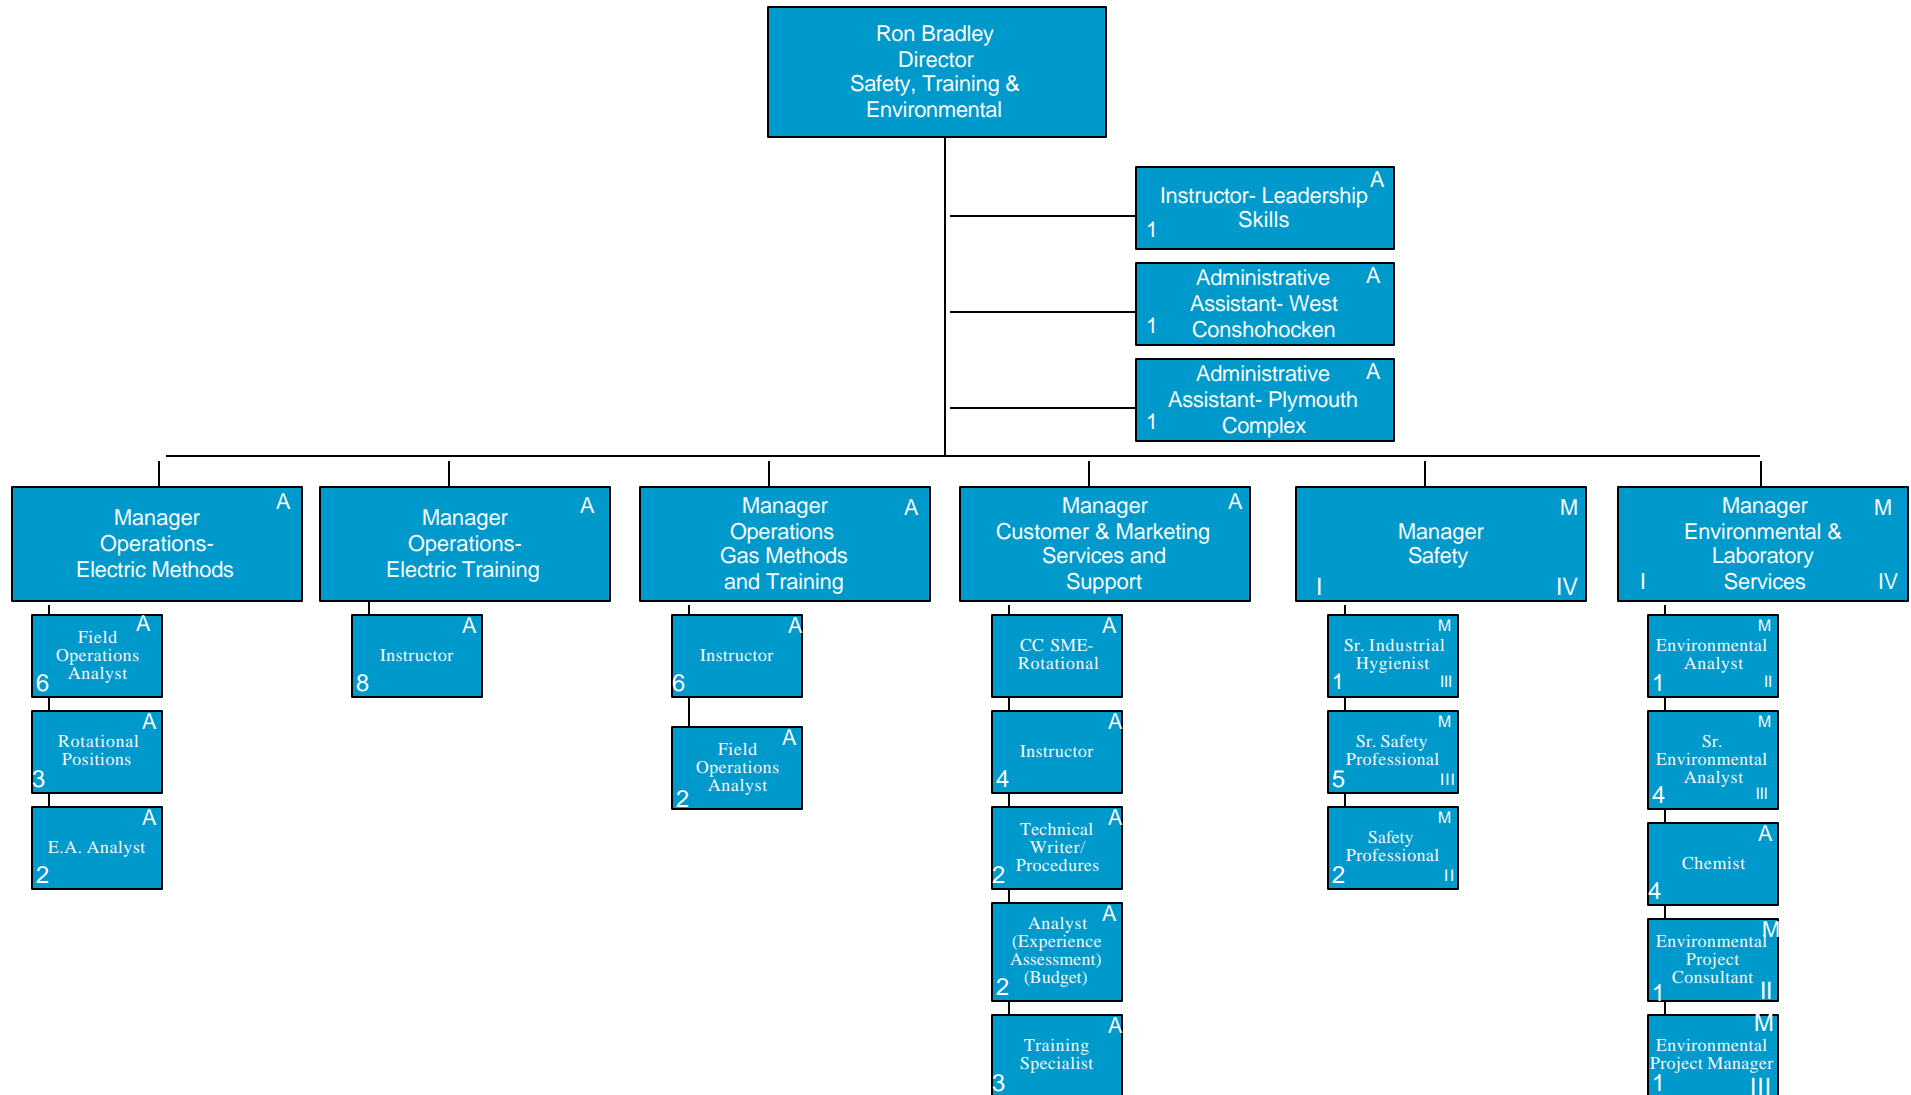 Ron Bradley
Director
Safety, Training &
Environmental
A
Instructor- Leadership
Skills
1
Administrative A
Assistant- West
1 Conshohocken
Administrative A
Assistant- Plymouth
1 Complex
A
Manager
Operations-
Electric Methods
A
Manager
Operations-
Electric Training
Manager
A
Operations
Gas Methods
and Training
Manager A
Customer & Marketing
Services and
Support
M
Manager
Safety
I IV
Manager M
Environmental &
Laboratory
I Services IV
A
Field
Operations
Analyst
6
A
Rotational
Positions
3
A
E.A. Analyst
2
A
Instructor
8
A
Instructor
6
A
Field
Operations
Analyst
2
A
CC SME-
Rotational
A
Instructor
4
A
Technical
Writer/
Procedures
2
A
Analyst
(Experience
Assessment)
(Budget)
2
A
Training
Specialist
3
M
Sr. Industrial
Hygienist
1 III
M
Sr. Safety
Professional
5 III
M
Safety
Professional
2 II
M
Environmental
Analyst
1 II
M
Sr.
Environmental
Analyst
4 III
A
Chemist
4
M
Environmental
Project
Consultant
1 II
M
Environmental
Project Manager
1 III